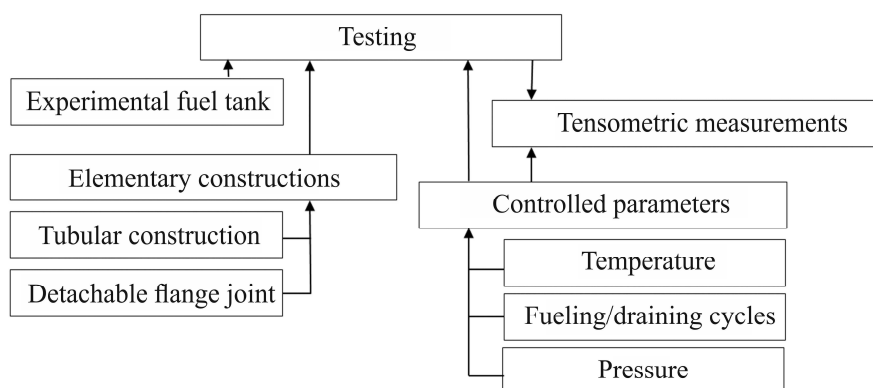 Testing
Experimental fuel tank
Tensometric measurements
Elementary constructions
Controlled parameters
Tubular construction
Temperature
Detachable flange joint
Fueling/draining cycles
Pressure